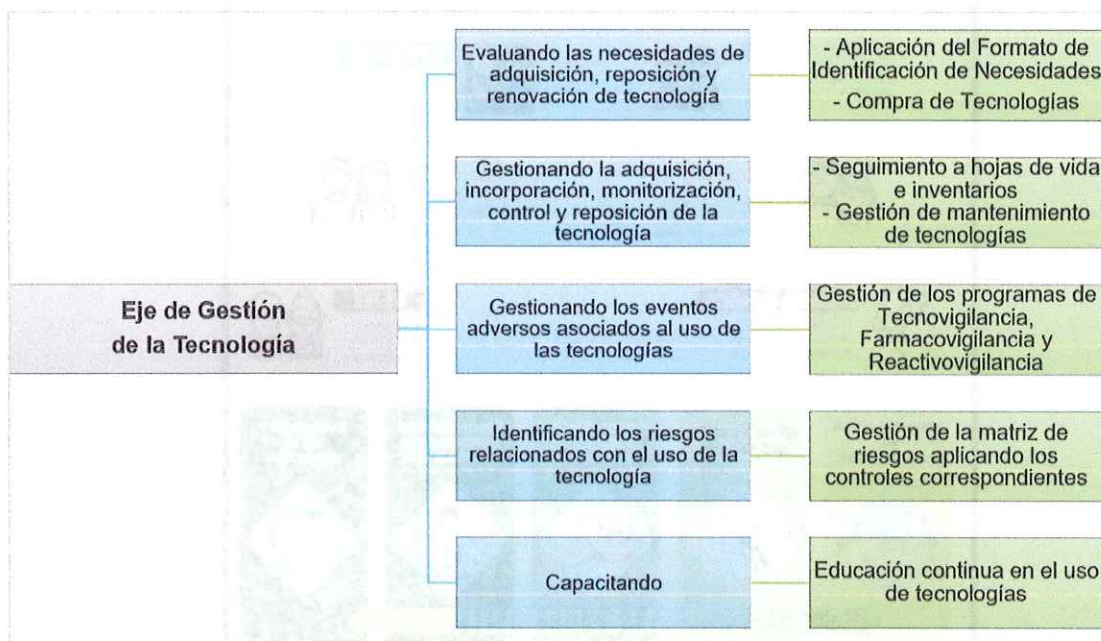 Evaluando las necesidades de
adquisición, reposición y
renovación de tecnología
- Aplicación del Formato de
Identificación de Necesidades
- Compra de Tecnologías
Gestionando la adquisición,
incorporación, monitorización,
control y reposición de la
tecnología
- Seguimiento a hojas de vida
e inventarios
- Gestión de mantenimiento
de tecnologías
Eje de Gestión
de la Tecnología
Gestionando los eventos
adversos asociados al uso de
las tecnologías
Gestión de los programas de
Tecnovigilancia,
Farmacovigilancia y
Reactivovigilancia
Identificando los riesgos
relacionados con el uso de la
tecnología
Gestión de la matriz de
riesgos aplicando los
controles correspondientes
Capacitando
Educación continua en el uso
de tecnologías